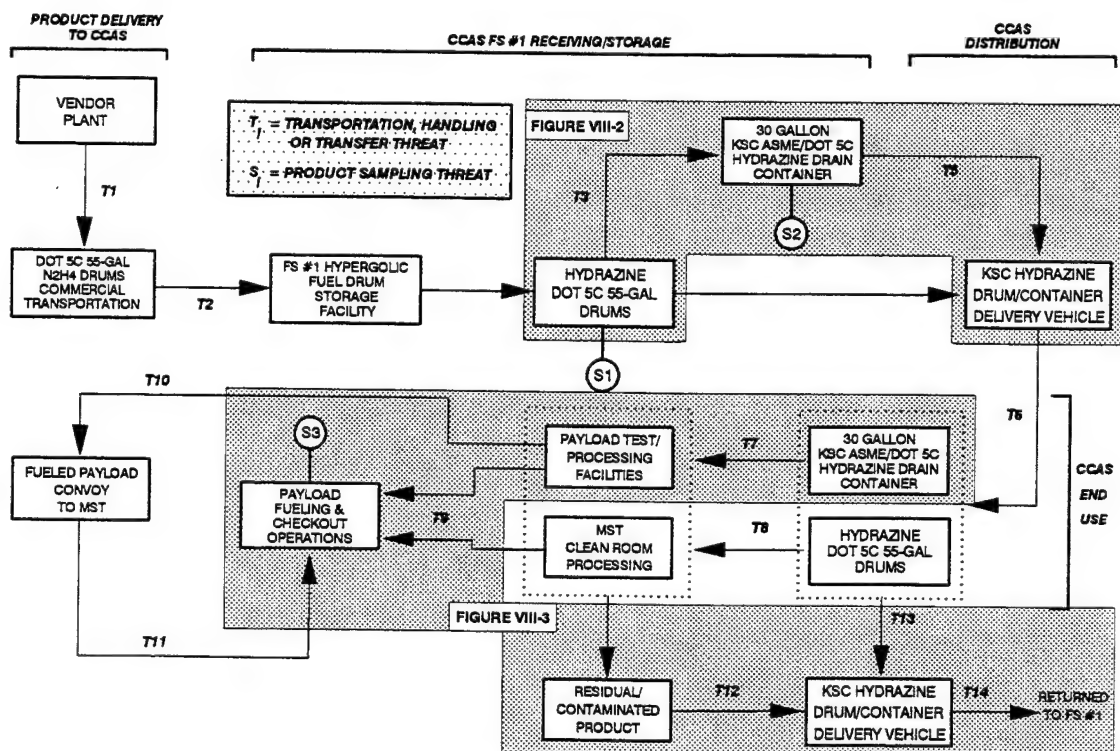 PRODUCT DELIVERY
TO CCAS
CCAS FS #1 RECEIVING/STORAGE
CCAS
DISTRIBUTION
VENDOR
PLANT
T1
DOT 5C 55-GAL
N2H4 DRUMS
COMMERCIAL
TRANSPORTATION
T2
T_i = TRANSPORTATION, HANDLING
OR TRANSFER THREAT
S_i = PRODUCT SAMPLING THREAT
FS #1 HYPERGOLIC
FUEL DRUM
STORAGE
FACILITY
FIGURE VIII-2
T3
30 GALLON
KSC ASME/DOT 5C
HYDRAZINE DRAIN
CONTAINER
S2
T5
HYDRAZINE
DOT 5C 55-GAL
DRUMS
S1
KSC HYDRAZINE
DRUM/CONTAINER
DELIVERY VEHICLE
T6
T10
FUELED PAYLOAD
CONVOY
TO MST
T11
S3
PAYLOAD
FUELING &
CHECKOUT
OPERATIONS
T9
PAYLOAD TEST/
PROCESSING
FACILITIES
T7
30 GALLON
KSC ASME/DOT 5C
HYDRAZINE DRAIN
CONTAINER
MST
CLEAN ROOM
PROCESSING
T8
HYDRAZINE
DOT 5C 55-GAL
DRUMS
CCAS
END
USE
FIGURE VIII-3
T13
RESIDUAL/
CONTAMINATED
PRODUCT
T12
KSC HYDRAZINE
DRUM/CONTAINER
DELIVERY VEHICLE
T14
RETURNED
TO FS #1